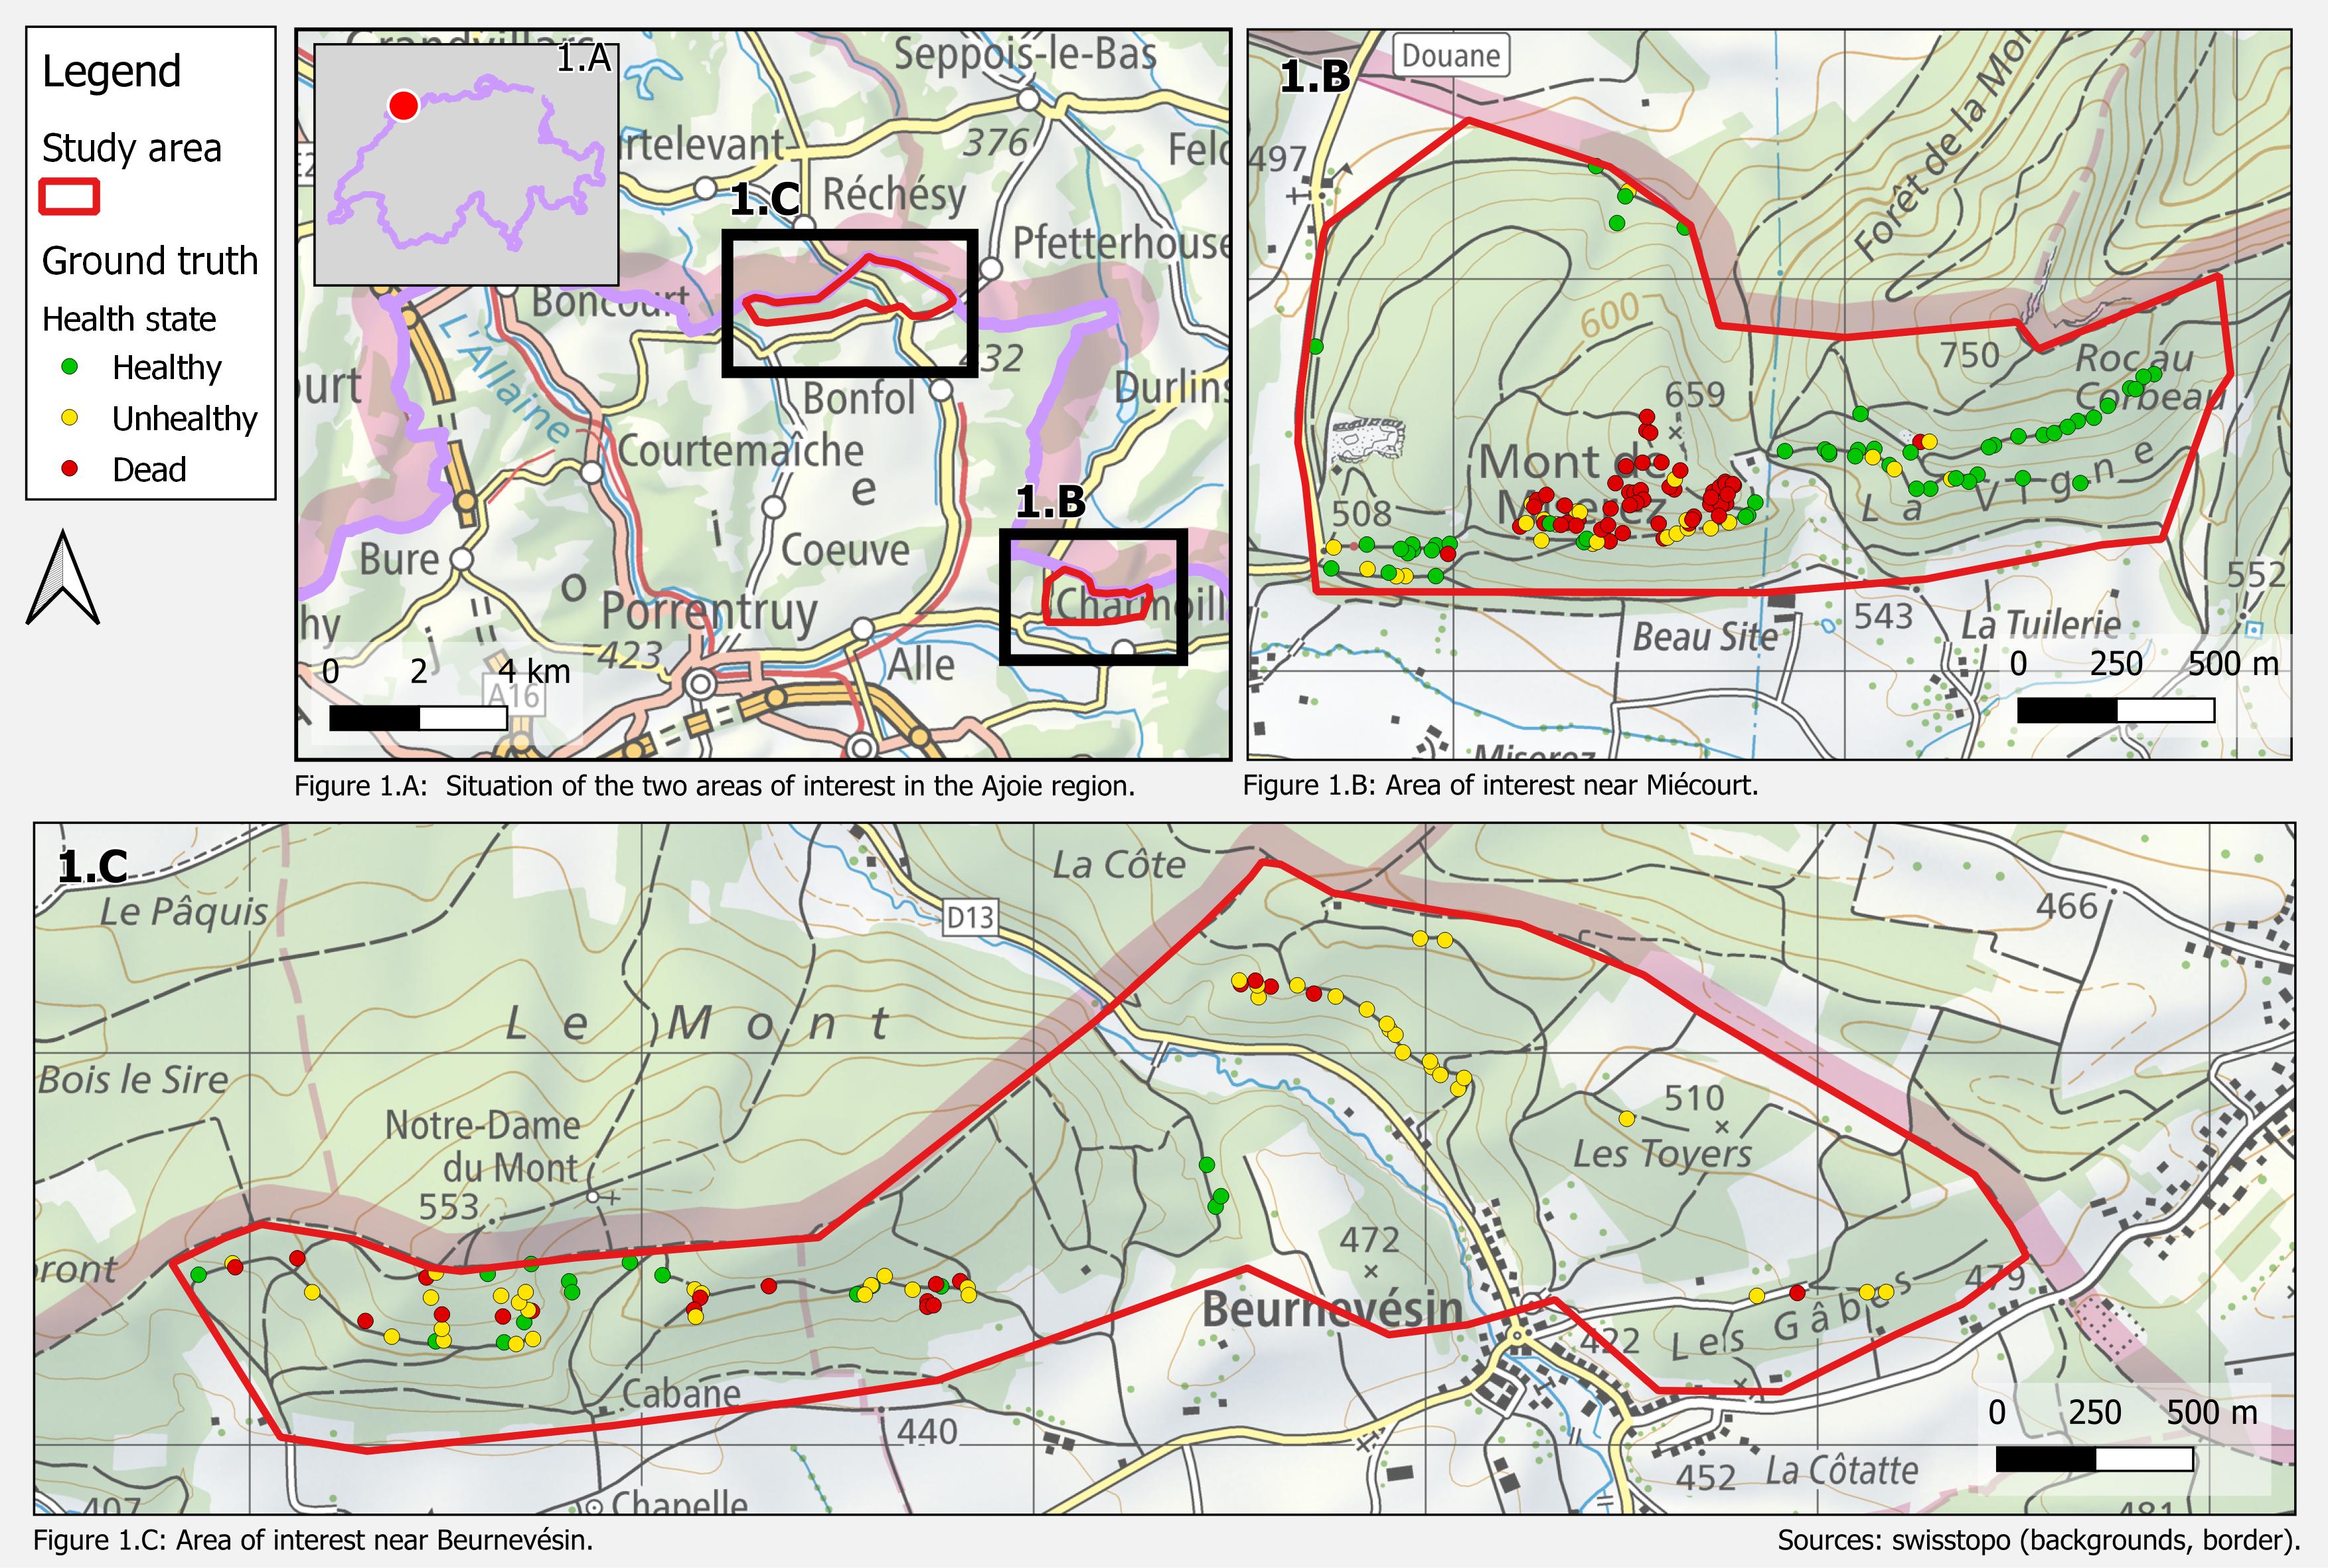 Legend
Study area
Ground truth
Health state
Healthy
Unhealthy
Dead
1.A
Seppois-le-Bas
376
1.C
Réchésy
Pfetterhouse
Boncourt
L'Allaine
432
Bonfol
Durlins
Courtemaîche
e
1.B
i
Coeuve
Bure
o
Porrentruy
Charmoill
hy
j
423
Alle
0 2 4 km
A16
Figure 1.A: Situation of the two areas of interest in the Ajoie region.
1.B
Douane
Forêt de la Mon
497
600
750
Roc au
Corbeau
659
Mont de
Miserez
508
La Vigne
552
543
Beau Site
La Tuilerie
0 250 500 m
Miserez
Figure 1.B: Area of interest near Miécourt.
1.C
La Côte
Le Pâquis
D13
466
Le Mont
Bois le Sire
510
Notre-Dame
du Mont
Les Toyers
553
472
ront
479
Beurnevésin
422
Les Gâbes
Cabane
440
0 250 500 m
452
La Côtatte
407
Chapelle
481
Figure 1.C: Area of interest near Beurnevésin.
Sources: swisstopo (backgrounds, border).